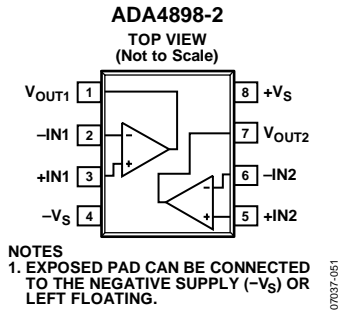 ADA4898-2
TOP VIEW
(Not to Scale)
VOUT1 1
8 +VS
–IN1 2
7 VOUT2
+IN1 3
6 –IN2
–VS 4
5 +IN2
NOTES
1. EXPOSED PAD CAN BE CONNECTED
TO THE NEGATIVE SUPPLY (−VS) OR
LEFT FLOATING.
07037-051